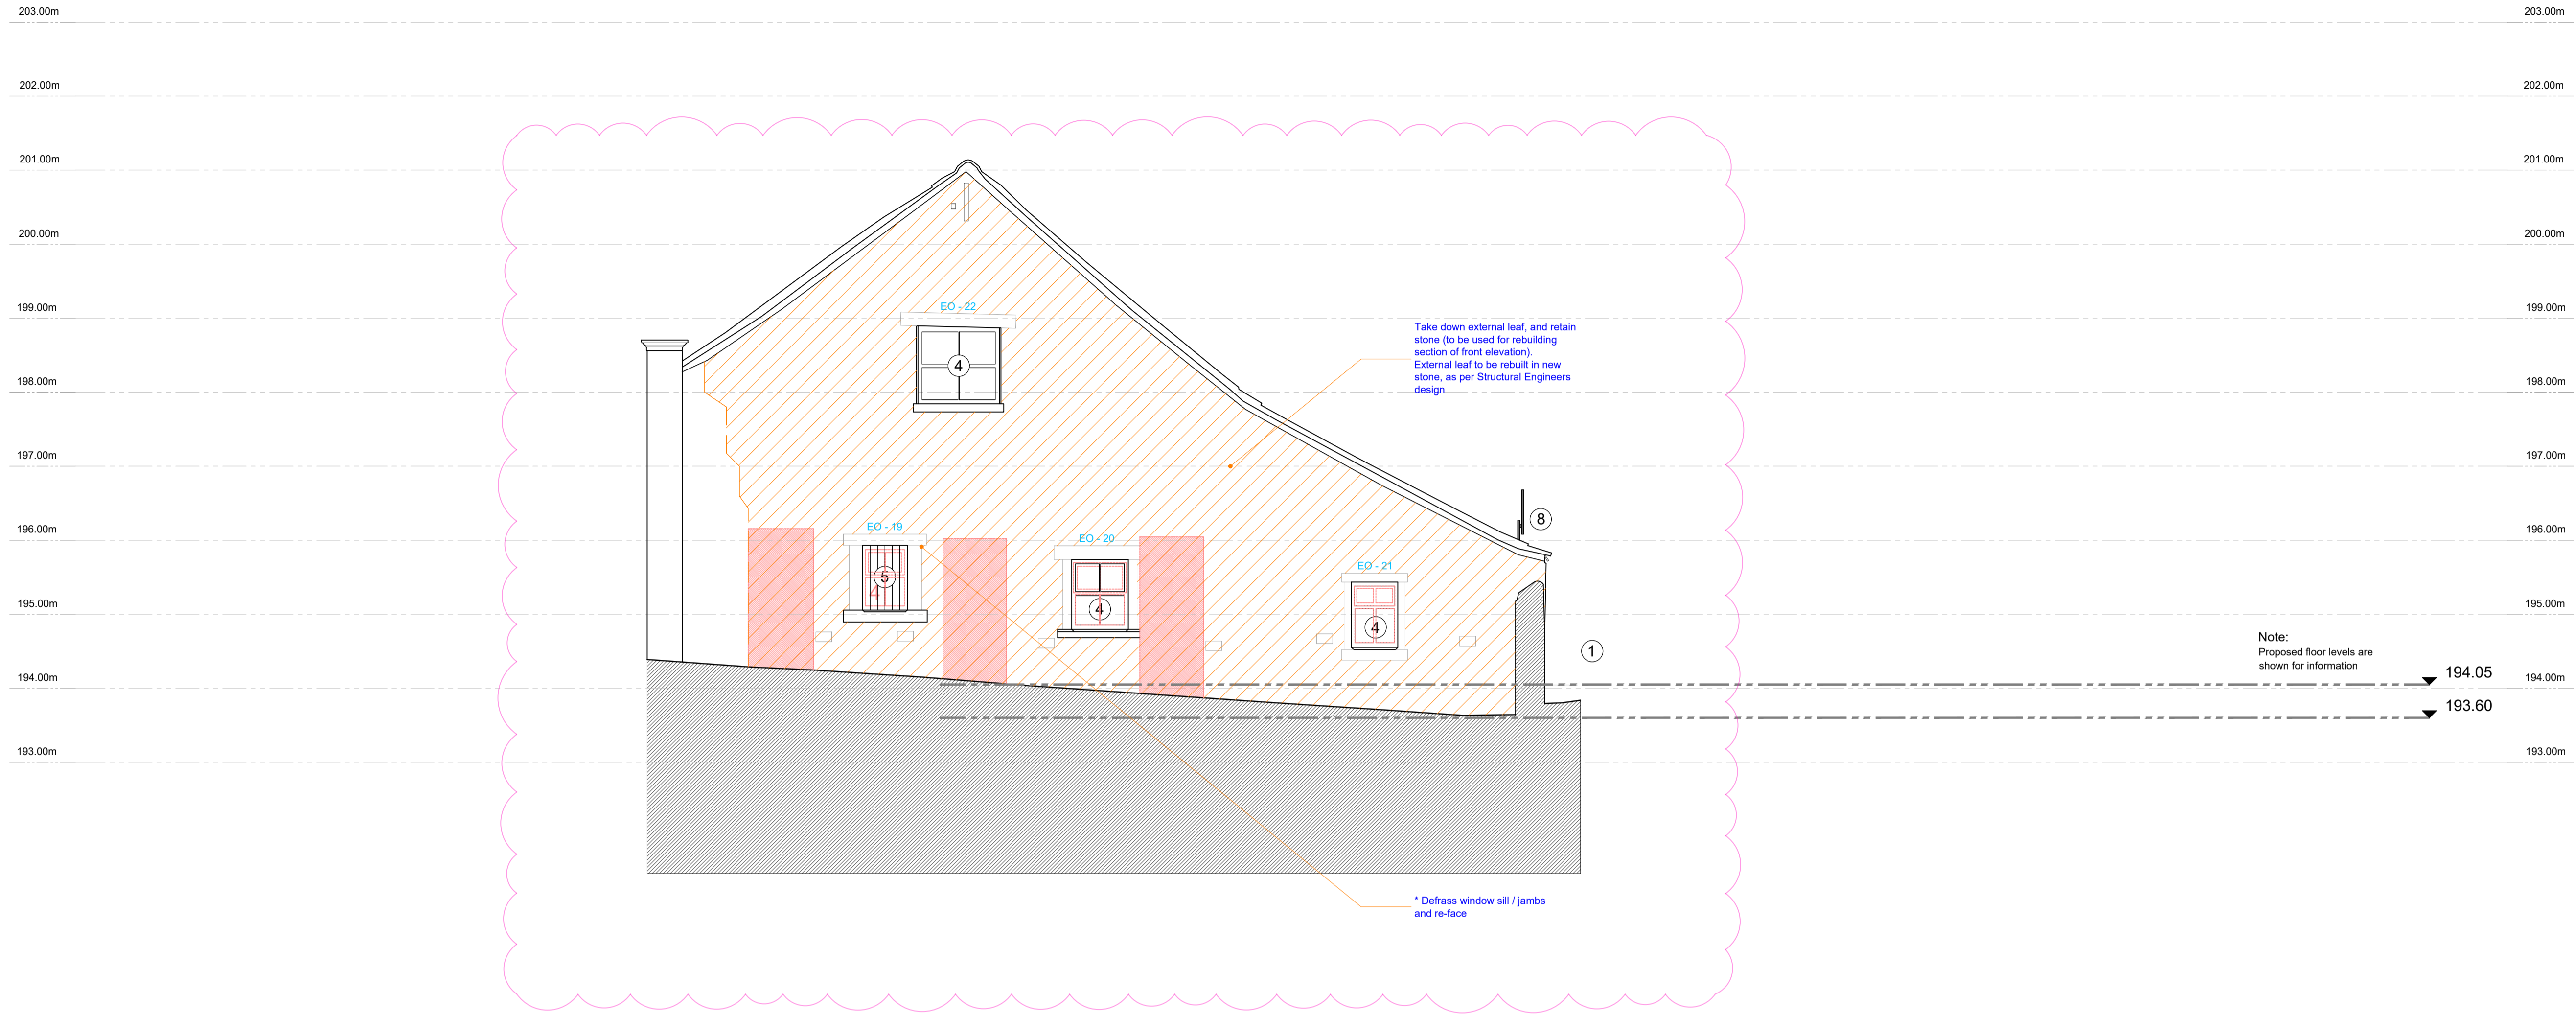 203.00m 203.00m
202.00m 202.00m
201.00m 201.00m
200.00m 200.00m
199.00m 199.00m
EO - 22
4
Take down external leaf, and retain
stone (to be used for rebuilding
section of front elevation).
External leaf to be rebuilt in new
stone, as per Structural Engineers
design
198.00m 198.00m
197.00m 197.00m
196.00m 196.00m
8
EO - 19
EO - 20
EO - 21
5
4
4
4
195.00m 195.00m
1
Note:
Proposed floor levels are
shown for information
194.05
194.00m 194.00m
193.60
193.00m 193.00m
* Defrass window sill / jambs
and re-face